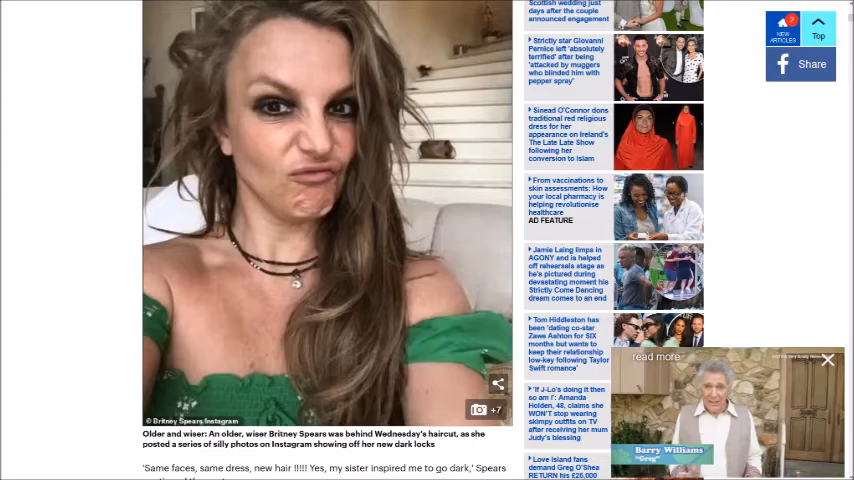 Scottish wedding just
days after the couple
announced engagement
Strictly star Giovanni
Pernice left 'absolutely
terrified' after being
'attacked by muggers
who blinded him with
pepper spray'
Sinead O'Connor dons
traditional red religious
dress for her
appearance on Ireland's
The Late Late Show
following her
conversion to Islam
From vaccinations to
skin assessments: How
your local pharmacy is
helping revolutionise
healthcare
AD FEATURE
Jamie Laing limps in
AGONY and is helped
off rehearsals stage as
he's pictured during
devastating moment his
Strictly Come Dancing
dream comes to an end
Tom Hiddleston has
been 'dating co-star
Zawe Ashton for SIX
months but wants to
keep their relationship
low-key following Taylor
Swift romance'
'If J-Lo's doing it then
so am I': Amanda
Holden, 48, claims she
WON'T stop wearing
skimpy outfits on TV
after receiving her mum
Judy's blessing
Love Island fans
demand Greg O'Shea
RETURN his £26,000
2
NEW
ARTICLES
Top
Share
read more
Barry Williams
"Greg"
+7
© Britney Spears Instagram
Older and wiser: An older, wiser Britney Spears was behind Wednesday's haircut, as she
posted a series of silly photos on Instagram showing off her new dark locks
'Same faces, same dress, new hair !!!!! Yes, my sister inspired me to go dark,' Spears